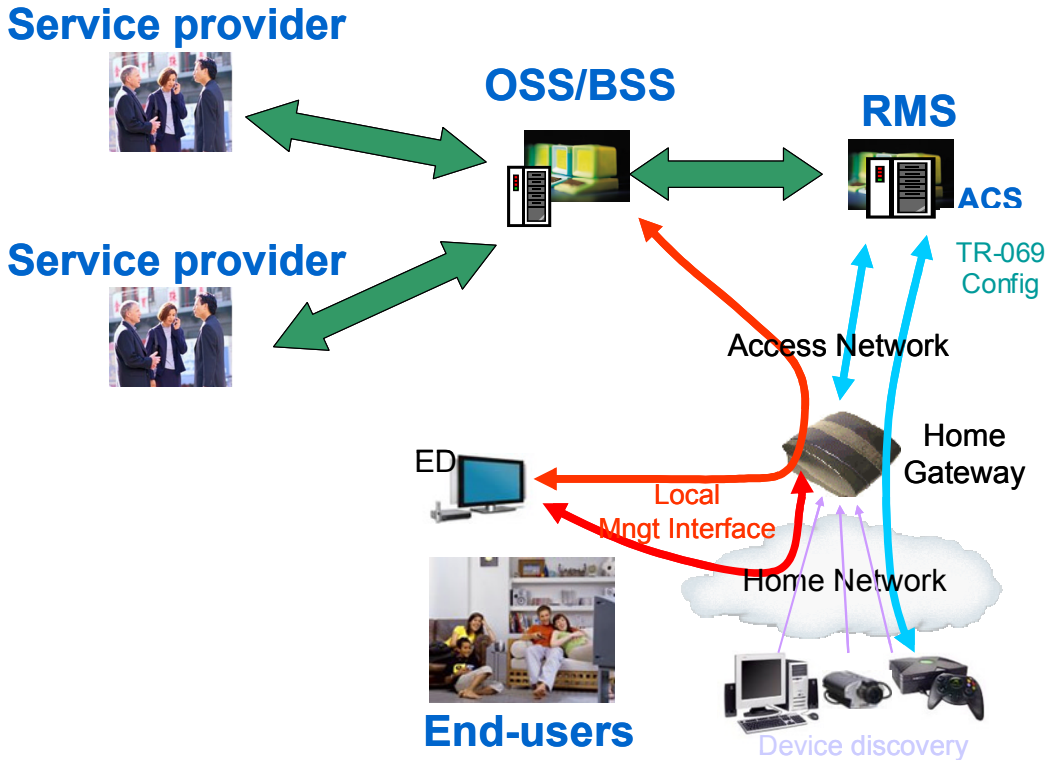 Service provider
OSS/BSS
RMS
ACS
Service provider
TR-069
Config
Access Network
Home
Gateway
ED
Local
Mngt Interface
Home Network
End-users
Device discovery